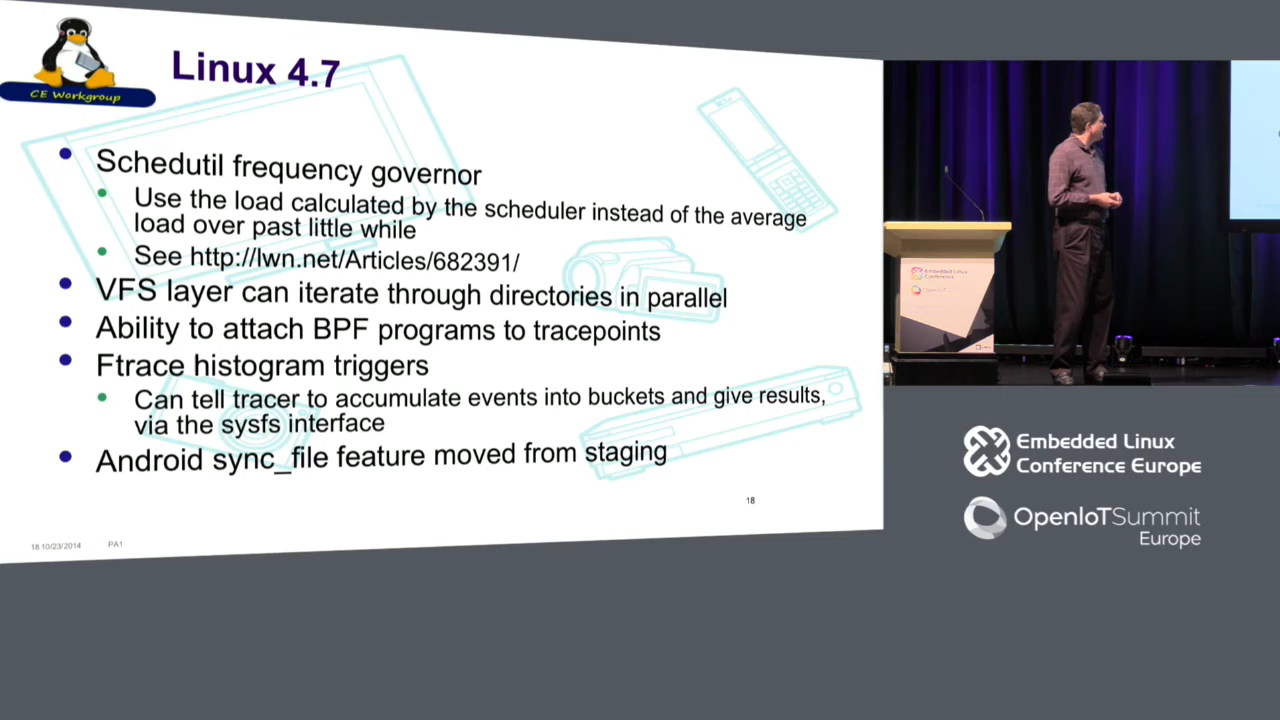 CE Workgroup
Linux 4.7
Schedutil frequency governor
Use the load calculated by the scheduler instead of the average
load over past little while
See http://lwn.net/Articles/682391/
VFS layer can iterate through directories in parallel
Ability to attach BPF programs to tracepoints
Ftrace histogram triggers
Can tell tracer to accumulate events into buckets and give results,
via the sysfs interface
Android sync_file feature moved from staging
18
18 10/23/2014 PA1
Embedded Linux
Conference
Embedded Linux
Conference Europe
OpenIoTSummit
Europe